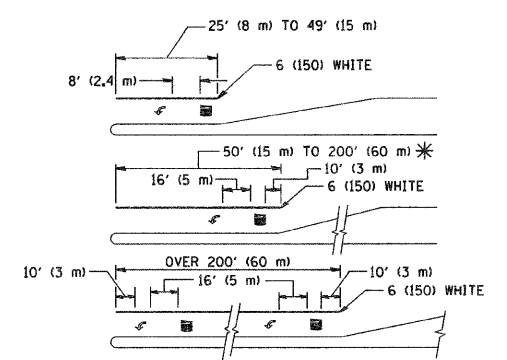 25' (8 m) TO 49' (15 m)
6 (150) WHITE
8' (2.4 m)
50' (15 m) TO 200' (60 m) ✳
10' (3 m)
16' (5 m)
6 (150) WHITE
OVER 200' (60 m)
10' (3 m) 16' (5 m) 10' (3 m)
6 (150) WHITE